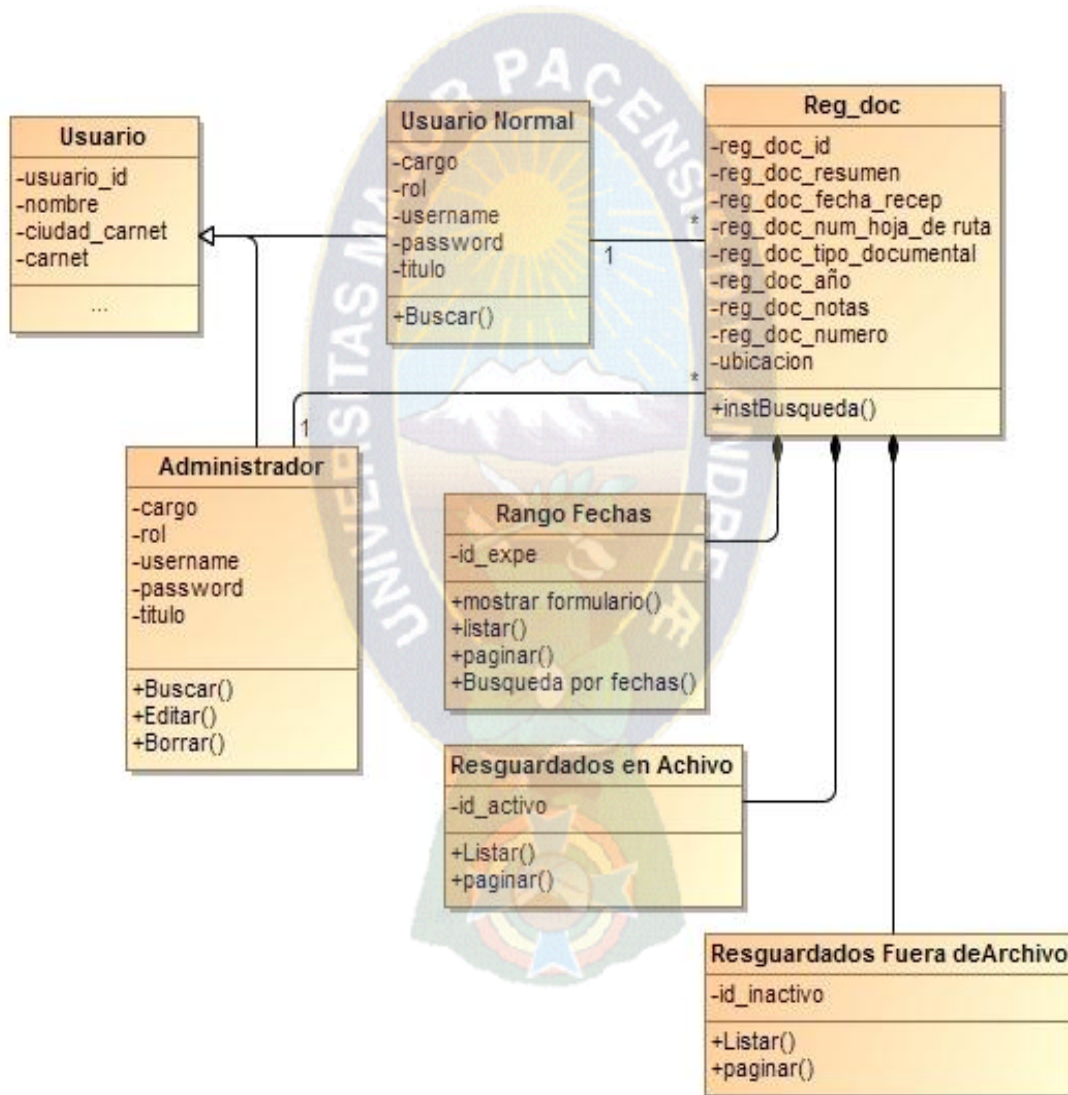 Usuario
-usuario_id
-nombre
-ciudad_carnet
-carnet
...
Usuario Normal
-cargo
-rol
-username
-password
-titulo
+Buscar()
Reg_doc
-reg_doc_id
-reg_doc_resumen
-reg_doc_fecha_recep
-reg_doc_num_hoja_de ruta
-reg_doc_tipo_documental
-reg_doc_año
-reg_doc_notas
-reg_doc_numero
-ubicacion
+instBusqueda()
1
*
1
*
Administrador
-cargo
-rol
-username
-password
-titulo
+Buscar()
+Editar()
+Borrar()
Rango Fechas
-id_expe
+mostrar formulario()
+listar()
+paginar()
+Busqueda por fechas()
Resguardados en Achivo
-id_activo
+Listar()
+paginar()
Resguardados Fuera deArchivo
-id_inactivo
+Listar()
+paginar()
UNIVERSITAS MAJOR PACENSIS